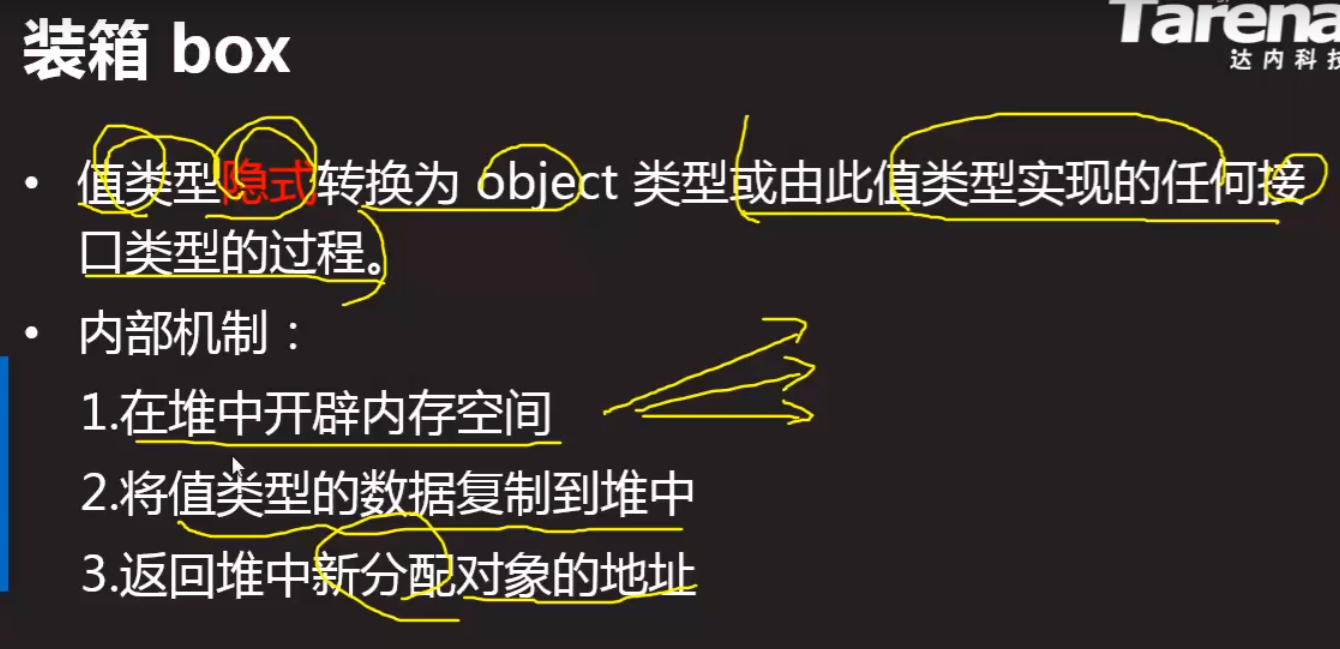 装箱 box
Tarena
达内科技
• 值类型隐式转换为 object 类型或由此值类型实现的任何接
口类型的过程。
• 内部机制：
1.在堆中开辟内存空间
2.将值类型的数据复制到堆中
3.返回堆中新分配对象的地址